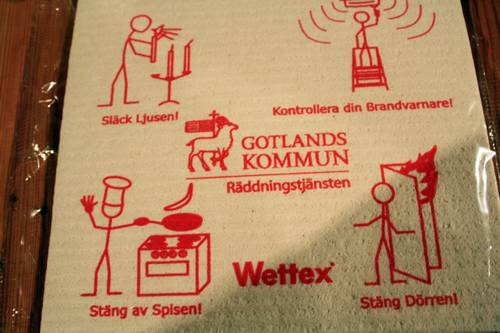 Släck Ljusen!
Kontrollera din Brandvarnare!
GOTLANDS
KOMMUN
Räddningstjänsten
Wettex
Stäng av Spisen!
Stäng Dörren!